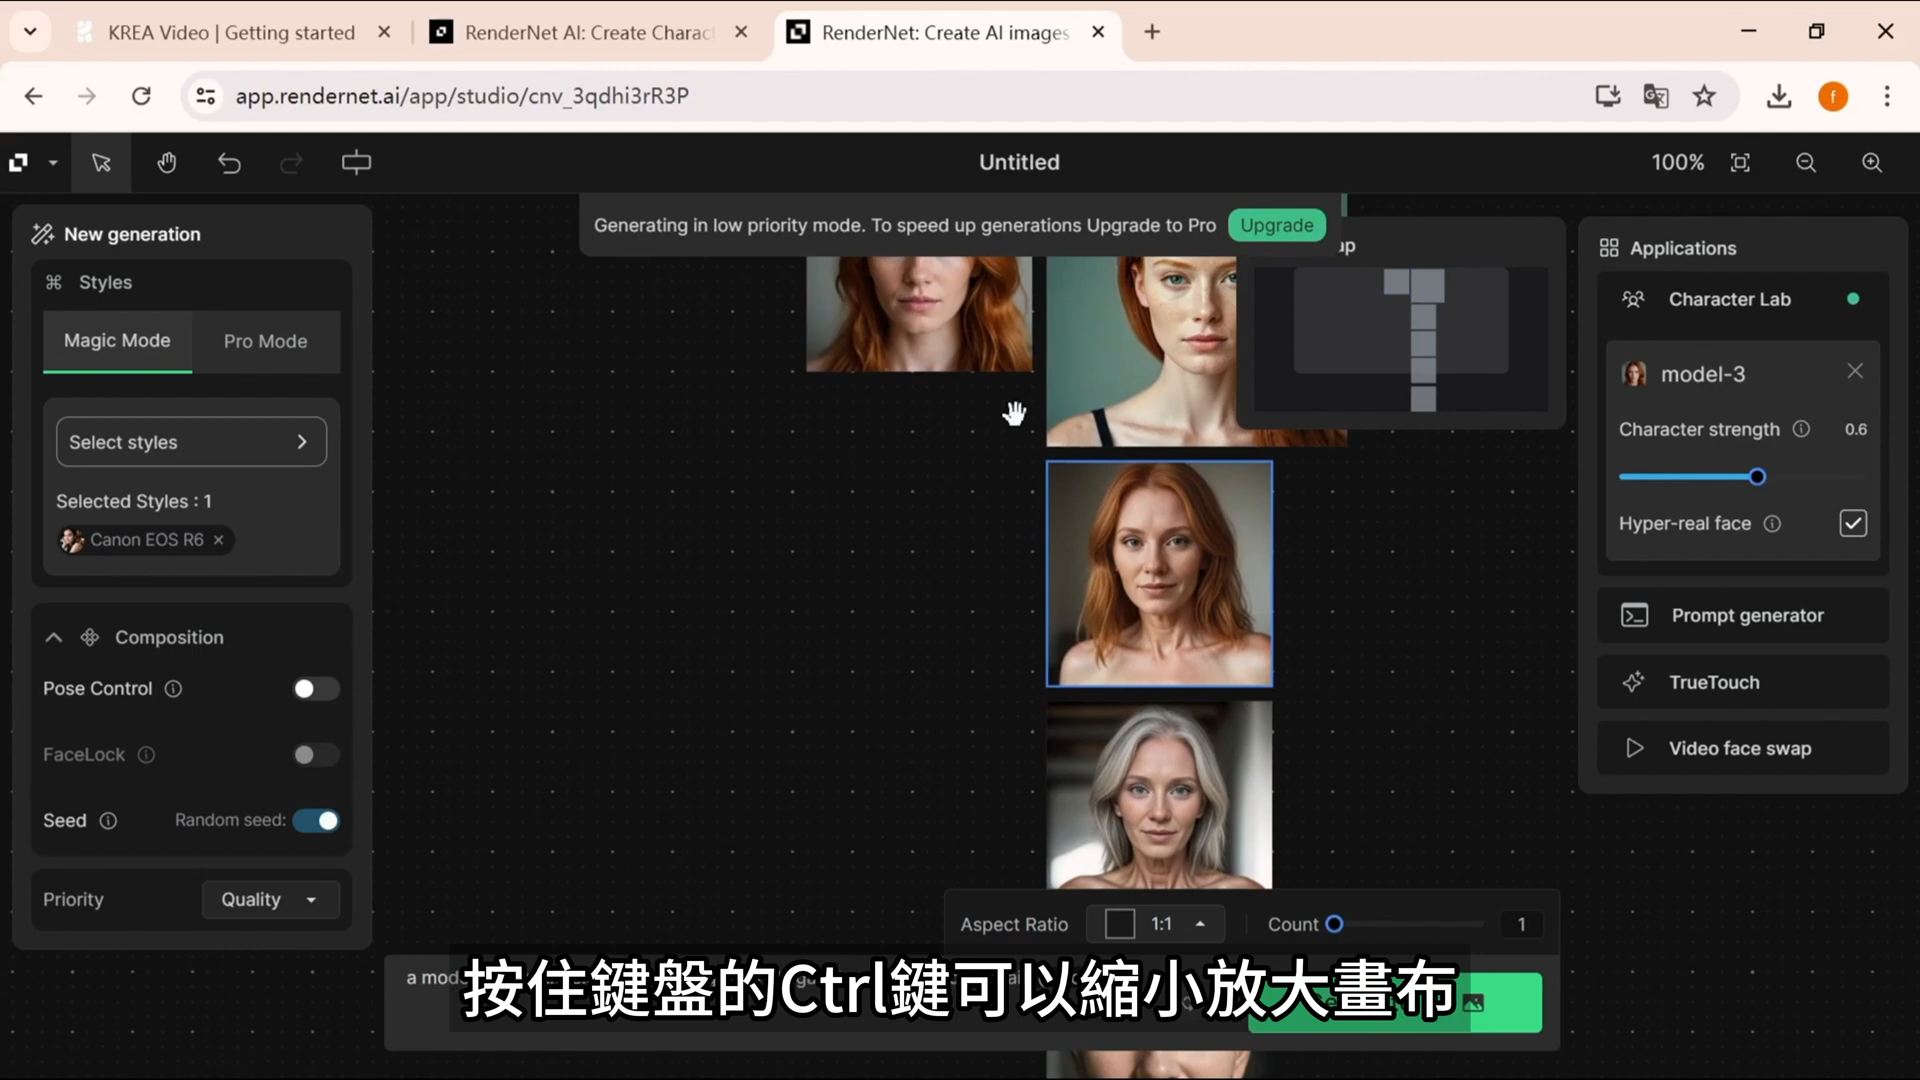 KREA Video | Getting started
RenderNet AI: Create Charac
RenderNet: Create AI images
app.rendernet.ai/app/studio/cnv_3qdhi3rR3P
f
Untitled
100%
Generating in low priority mode. To speed up generations Upgrade to Pro
Upgrade
New generation
Styles
Magic Mode
Pro Mode
Select styles
Selected Styles : 1
Canon EOS R6
Composition
Pose Control
FaceLock
Seed
Random seed:
Priority
Quality
Applications
Character Lab
model-3
Character strength
0.6
Hyper-real face
Prompt generator
TrueTouch
Video face swap
Aspect Ratio
1:1
Count
1
按住鍵盤的Ctrl鍵可以縮小放大畫布